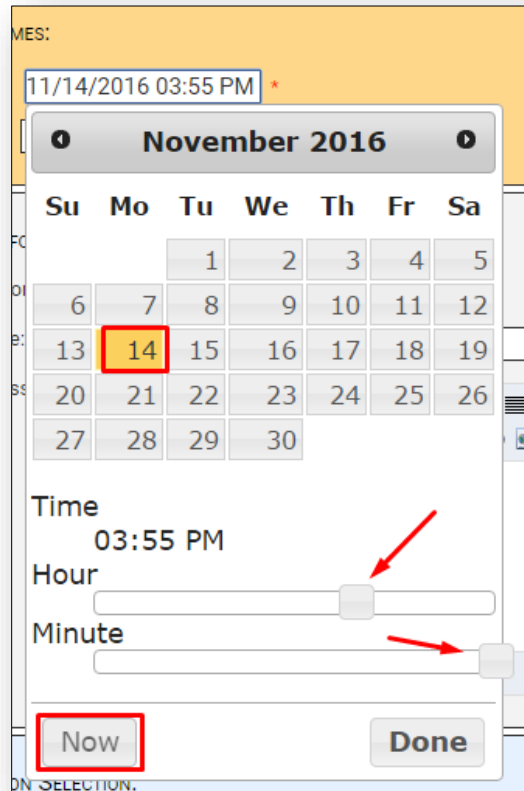 MES:
11/14/2016 03:55 PM *
November 2016
Su Mo Tu We Th Fr Sa
1 2 3 4 5
6 7 8 9 10 11 12
13 14 15 16 17 18 19
20 21 22 23 24 25 26
27 28 29 30
Time
03:55 PM
Hour
Minute
Now Done
ON SELECTION: